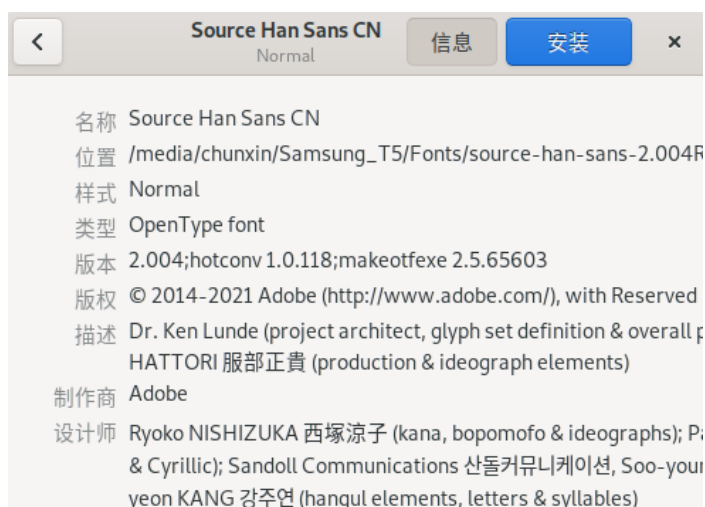 Source Han Sans CN
Normal
信息
安装
名称 Source Han Sans CN
位置 /media/chunxin/Samsung_T5/Fonts/source-han-sans-2.004R
样式 Normal
类型 OpenType font
版本 2.004;hotconv 1.0.118;makeotfexe 2.5.65603
版权 © 2014-2021 Adobe (http://www.adobe.com/), with Reserved
描述 Dr. Ken Lunde (project architect, glyph set definition & overall
HATTORI 服部正貴 (production & ideograph elements)
制作商 Adobe
设计师 Ryoko NISHIZUKA 西塚涼子 (kana, bopomofo & ideographs);
& Cyrillic); Sandoll Communications 산돌커뮤니케이션,
yeon KANG 강주연 (hangul elements, letters & syllables)